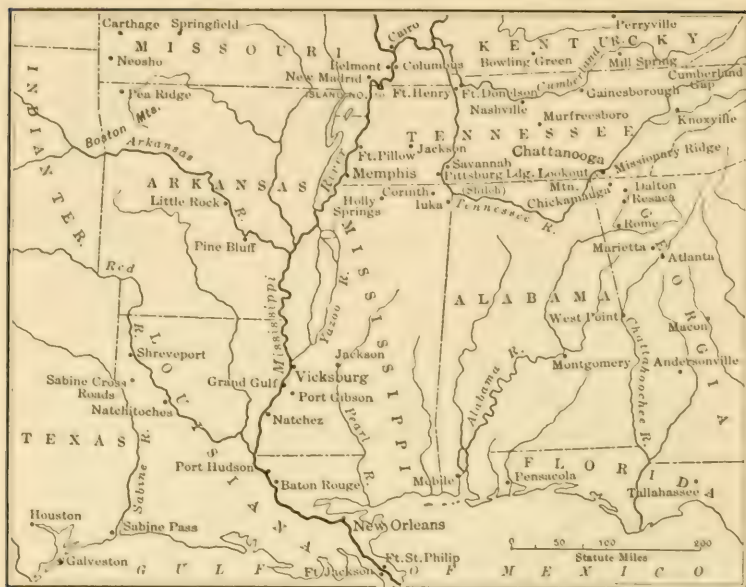 Carthage Springfield
Cairo
Perryville
MISSOURI
KENTUCKY
Neosho
Belmont Columbus
Bowling Green
Mill Spring
New Madrid
Cumberland
Cumberland Gap
INDIAN TER.
Pea Ridge
ISLAND NO. 10
Ft. Henry Ft. Donelson
Gainesborough
Nashville
Boston Mts.
Murfreesboro
Knoxville
TENNESSEE
Arkansas R.
Ft. Pillow Jackson
Chattanooga
Savannah
Missionary Ridge
Memphis
Pittsburg Ldg. Lookout Mtn.
(Shiloh)
ARKANSAS
River
Corinth
Chickamauga
Dalton
Little Rock
Holly Springs
Iuka
Tennessee R.
Resaca
Rome
Pine Bluff
Marietta
Atlanta
GEORGIA
Red R.
Mississippi
Yazoo R.
MISSISSIPPI
ALABAMA
West Point
Macon
Shreveport
Jackson
Alabama R.
Chattahoochee R.
Vicksburg
Montgomery
Andersonville
Sabine Cross Roads
Grand Gulf
Port Gibson
Natchitoches
Natchez
Pearl R.
LOUISIANA
TEXAS
Sabine R.
Port Hudson
FLORIDA
Baton Rouge
Mobile
Pensacola
Tallahassee
Houston
Sabine Pass
New Orleans
0 100 200
Statute Miles
Galveston
Ft. St. Philip
Ft. Jackson
GULF OF MEXICO